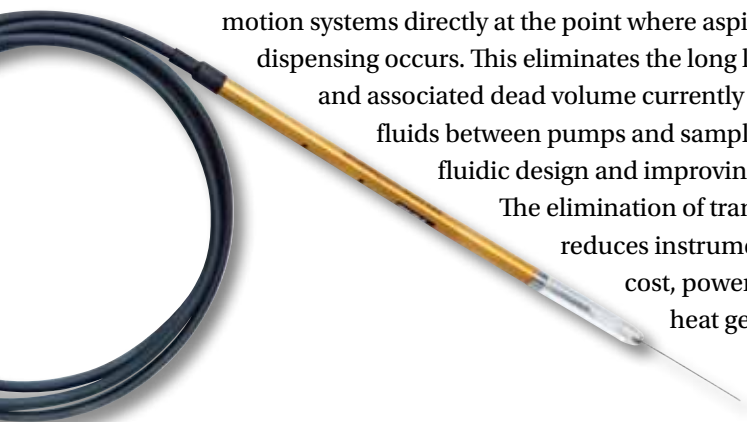 motion systems directly at the point where aspi
dispensing occurs. This eliminates the long l
and associated dead volume currently
fluids between pumps and sampl
fluidic design and improvin
The elimination of tran
reduces instrume
cost, power
heat ge